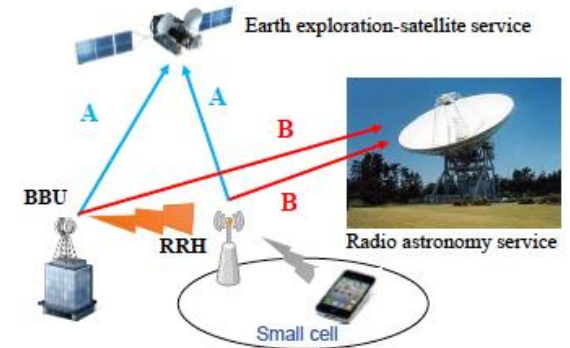 Earth exploration-satellite service
A
A
B
BBU
B
RRH
Radio astronomy service
Small cell